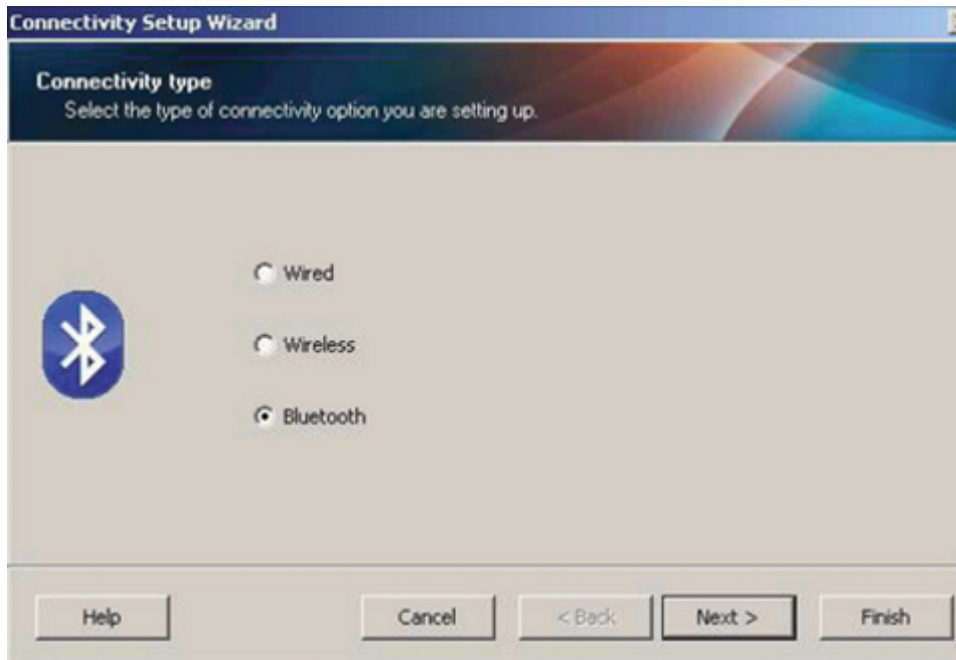 Connectivity Setup Wizard
Connectivity type
Select the type of connectivity option you are setting up.
Wired
Wireless
Bluetooth
Help
Cancel
< Back
Next >
Finish